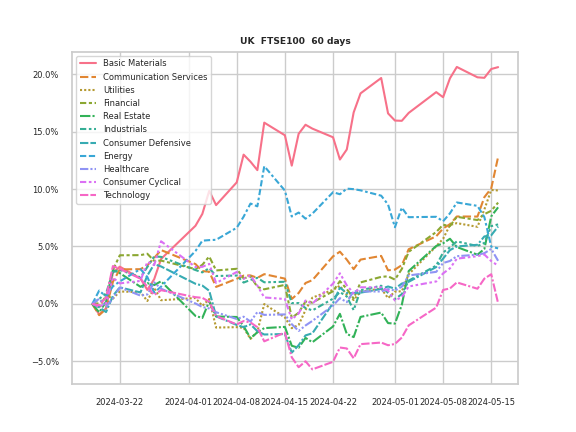 UK  FTSE100  60 days
20.0%
15.0%
10.0%
5.0%
0.0%
−5.0%
Basic Materials
Communication Services
Utilities
Financial
Real Estate
Industrials
Consumer Defensive
Energy
Healthcare
Consumer Cyclical
Technology
2024-03-22 2024-04-01 2024-04-08 2024-04-15 2024-04-22 2024-05-01 2024-05-08 2024-05-15